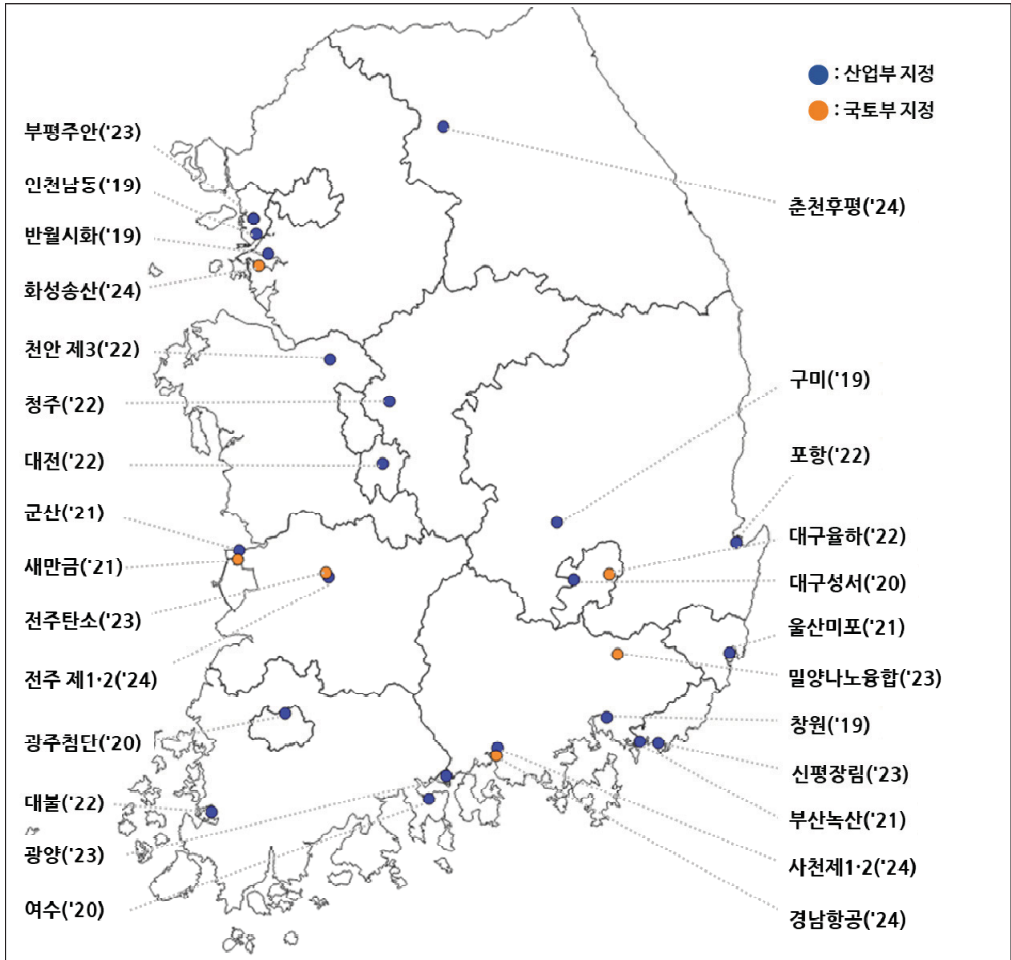 : 산업부 지정
: 국토부 지정
부평주안('23)
인천남동('19)
반월시화('19)
화성송산('24)
천안 제3('22)
청주('22)
대전('22)
군산('21)
새만금('21)
전주탄소('23)
전주 제1·2('24)
광주첨단('20)
대불('22)
광양('23)
여수('20)
춘천후평('24)
구미('19)
포항('22)
대구율하('22)
대구성서('20)
울산미포('21)
밀양나노융합('23)
창원('19)
신평장림('23)
부산녹산('21)
사천제1·2('24)
경남항공('24)